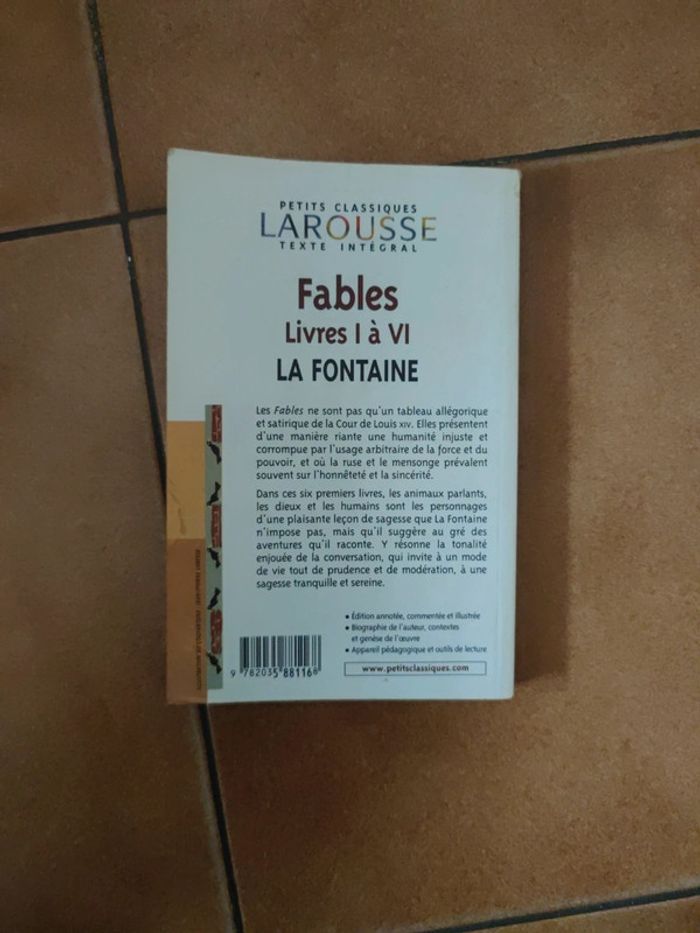 PETITS CLASSIQUES
LAROUSSE
TEXTE INTÉGRAL
Fables
Livres I à VI
LA FONTAINE
Les Fables ne sont pas qu'un tableau allégorique
et satirique de la Cour de Louis XIV. Elles présentent
d'une manière riante une humanité injuste et
corrompue par l'usage arbitraire de la force et du
pouvoir, et où la ruse et le mensonge prévalent
souvent sur l'honnêteté et la sincérité.
Dans ces six premiers livres, les animaux parlants,
les dieux et les humains sont les personnages
d'une plaisante leçon de sagesse que La Fontaine
n'impose pas, mais qu'il suggère au gré des
aventures qu'il raconte. Y résonne la tonalité
enjouée de la conversation, qui invite à un mode
de vie tout de prudence et de modération, à une
sagesse tranquille et sereine.
• Édition annotée, commentée et illustrée
• Biographie de l'auteur, contextes
et genèse de l'œuvre
• Appareil pédagogique et outils de lecture
www.petitsclassiques.com
9 782035 881168